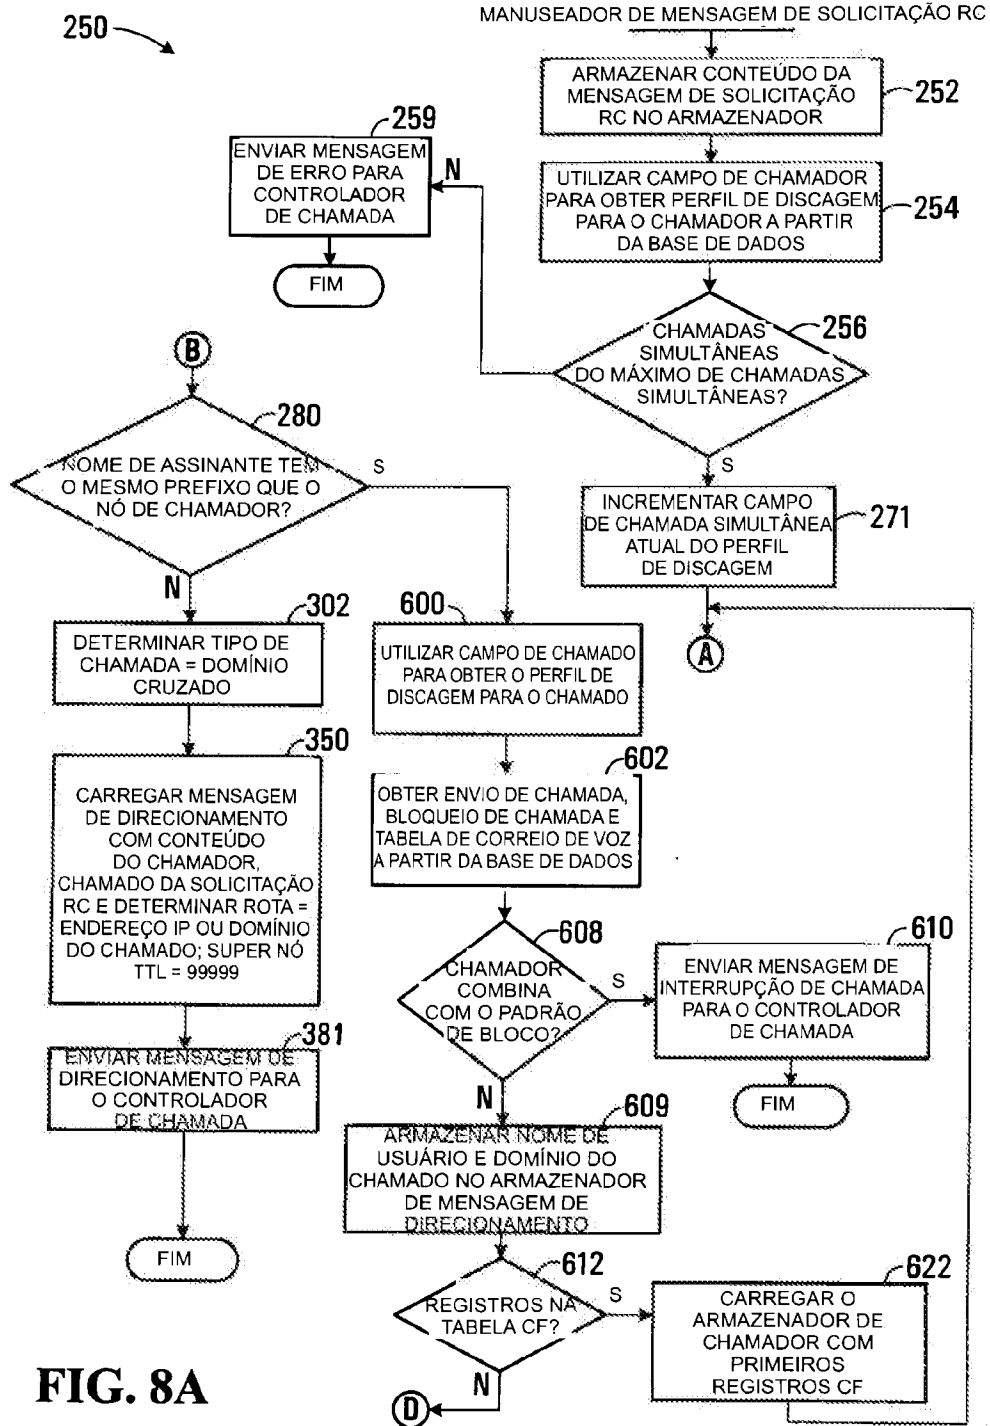 250
MANUSEADOR DE MENSAGEM DE SOLICITAÇÃO RC
ARMAZENAR CONTEÚDO DA
MENSAGEM DE SOLICITAÇÃO
RC NO ARMAZENADOR
252
UTILIZAR CAMPO DE CHAMADOR
PARA OBTER PERFIL DE DISCAGEM
PARA O CHAMADOR A PARTIR
DA BASE DE DADOS
254
259
ENVIAR MENSAGEM
DE ERRO PARA
CONTROLADOR
DE CHAMADA
N
FIM
256
CHAMADAS
SIMULTÂNEAS
DO MÁXIMO DE CHAMADAS
SIMULTÂNEAS?
S
INCREMENTAR CAMPO
DE CHAMADA SIMULTÂNEA
ATUAL DO PERFIL
DE DISCAGEM
271
A
B
280
NOME DE ASSINANTE TEM
O MESMO PREFIXO QUE O
NÓ DE CHAMADOR?
S
N
302
DETERMINAR TIPO DE
CHAMADA = DOMÍNIO
CRUZADO
350
CARREGAR MENSAGEM
DE DIRECIONAMENTO
COM CONTEÚDO
DO CHAMADOR,
CHAMADO DA SOLICITAÇÃO
RC E DETERMINAR ROTA =
ENDEREÇO IP OU DOMÍNIO
DO CHAMADO; SUPER NÓ
TTL = 99999
381
ENVIAR MENSAGEM DE
DIRECIONAMENTO PARA
O CONTROLADOR
DE CHAMADA
FIM
600
UTILIZAR CAMPO DE CHAMADO
PARA OBTER O PERFIL DE
DISCAGEM PARA O CHAMADO
602
OBTER ENVIO DE CHAMADA,
BLOQUEIO DE CHAMADA E
TABELA DE CORREIO DE VOZ
A PARTIR DA BASE DE DADOS
608
CHAMADOR
COMBINA
COM O PADRÃO
DE BLOCO?
S
N
610
ENVIAR MENSAGEM DE
INTERRUPÇÃO DE CHAMADA
PARA O CONTROLADOR
DE CHAMADA
FIM
609
ARMAZENAR NOME DE
USUÁRIO E DOMÍNIO DO
CHAMADO NO ARMAZENADOR
DE MENSAGEM DE
DIRECIONAMENTO
612
REGISTROS NA
TABELA CF?
S
N
D
622
CARREGAR O
ARMAZENADOR DE
CHAMADOR COM
PRIMEIROS
REGISTROS CF
FIG. 8A